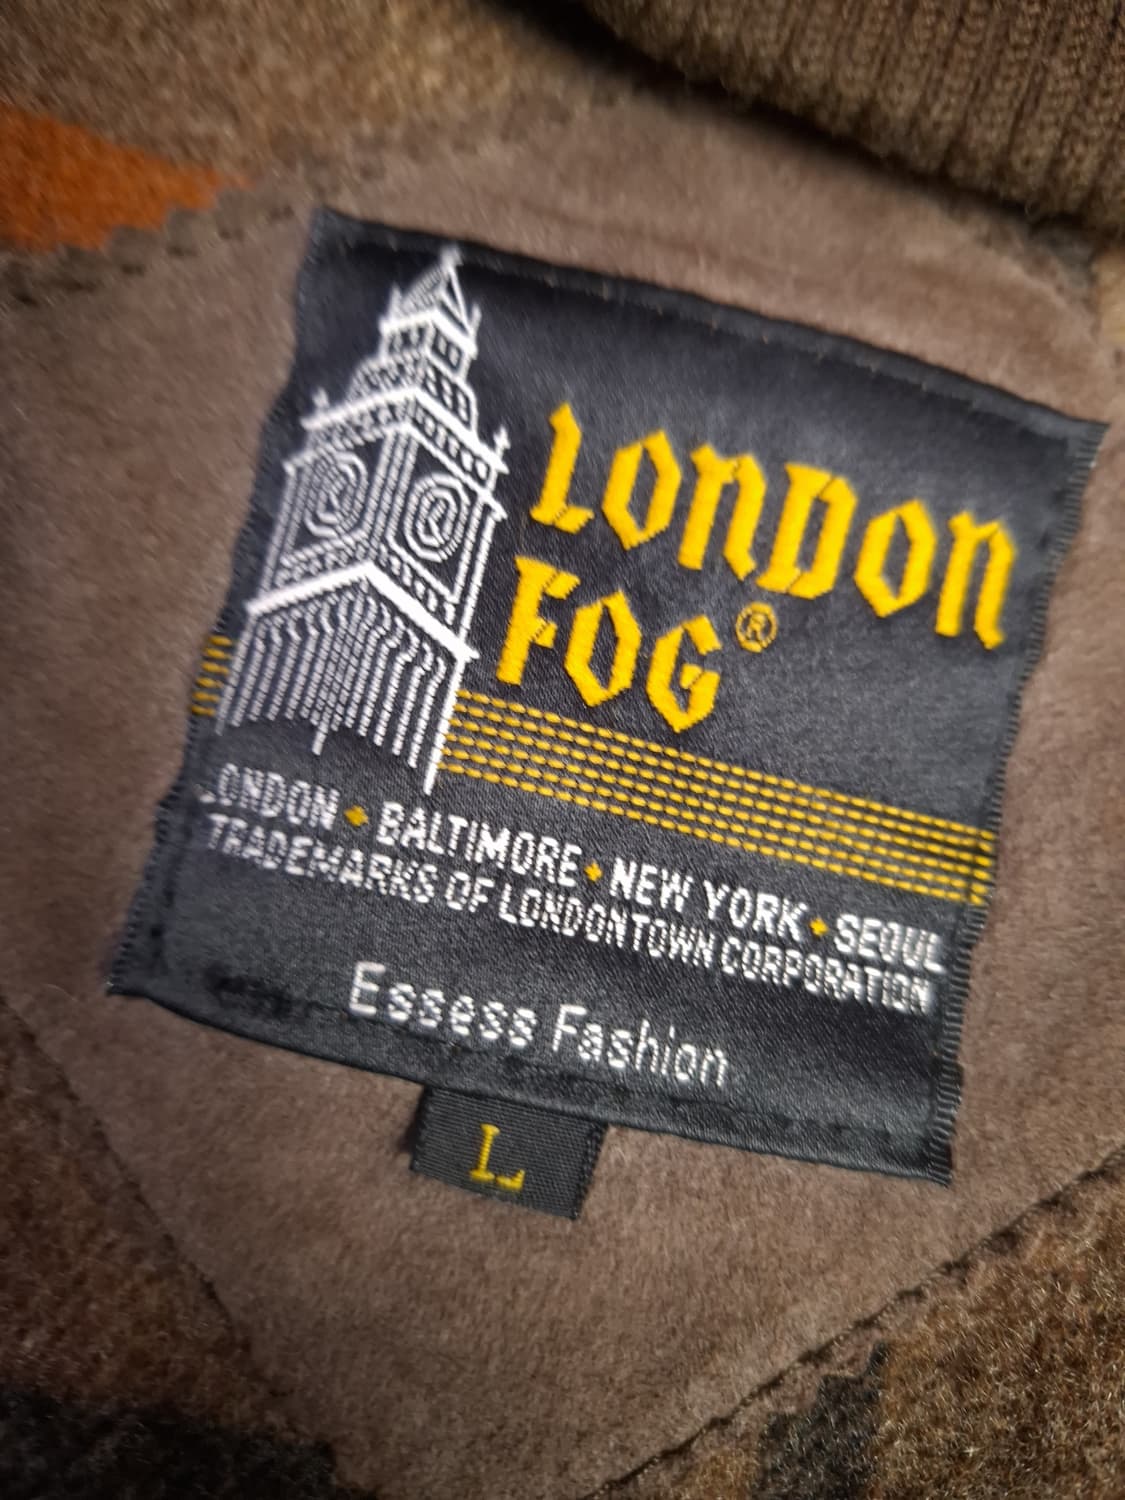 LONDON
FOG®
LONDON • BALTIMORE • NEW YORK • SEOUL
TRADEMARKS OF LONDONTOWN CORPORATION
Essess Fashion
L